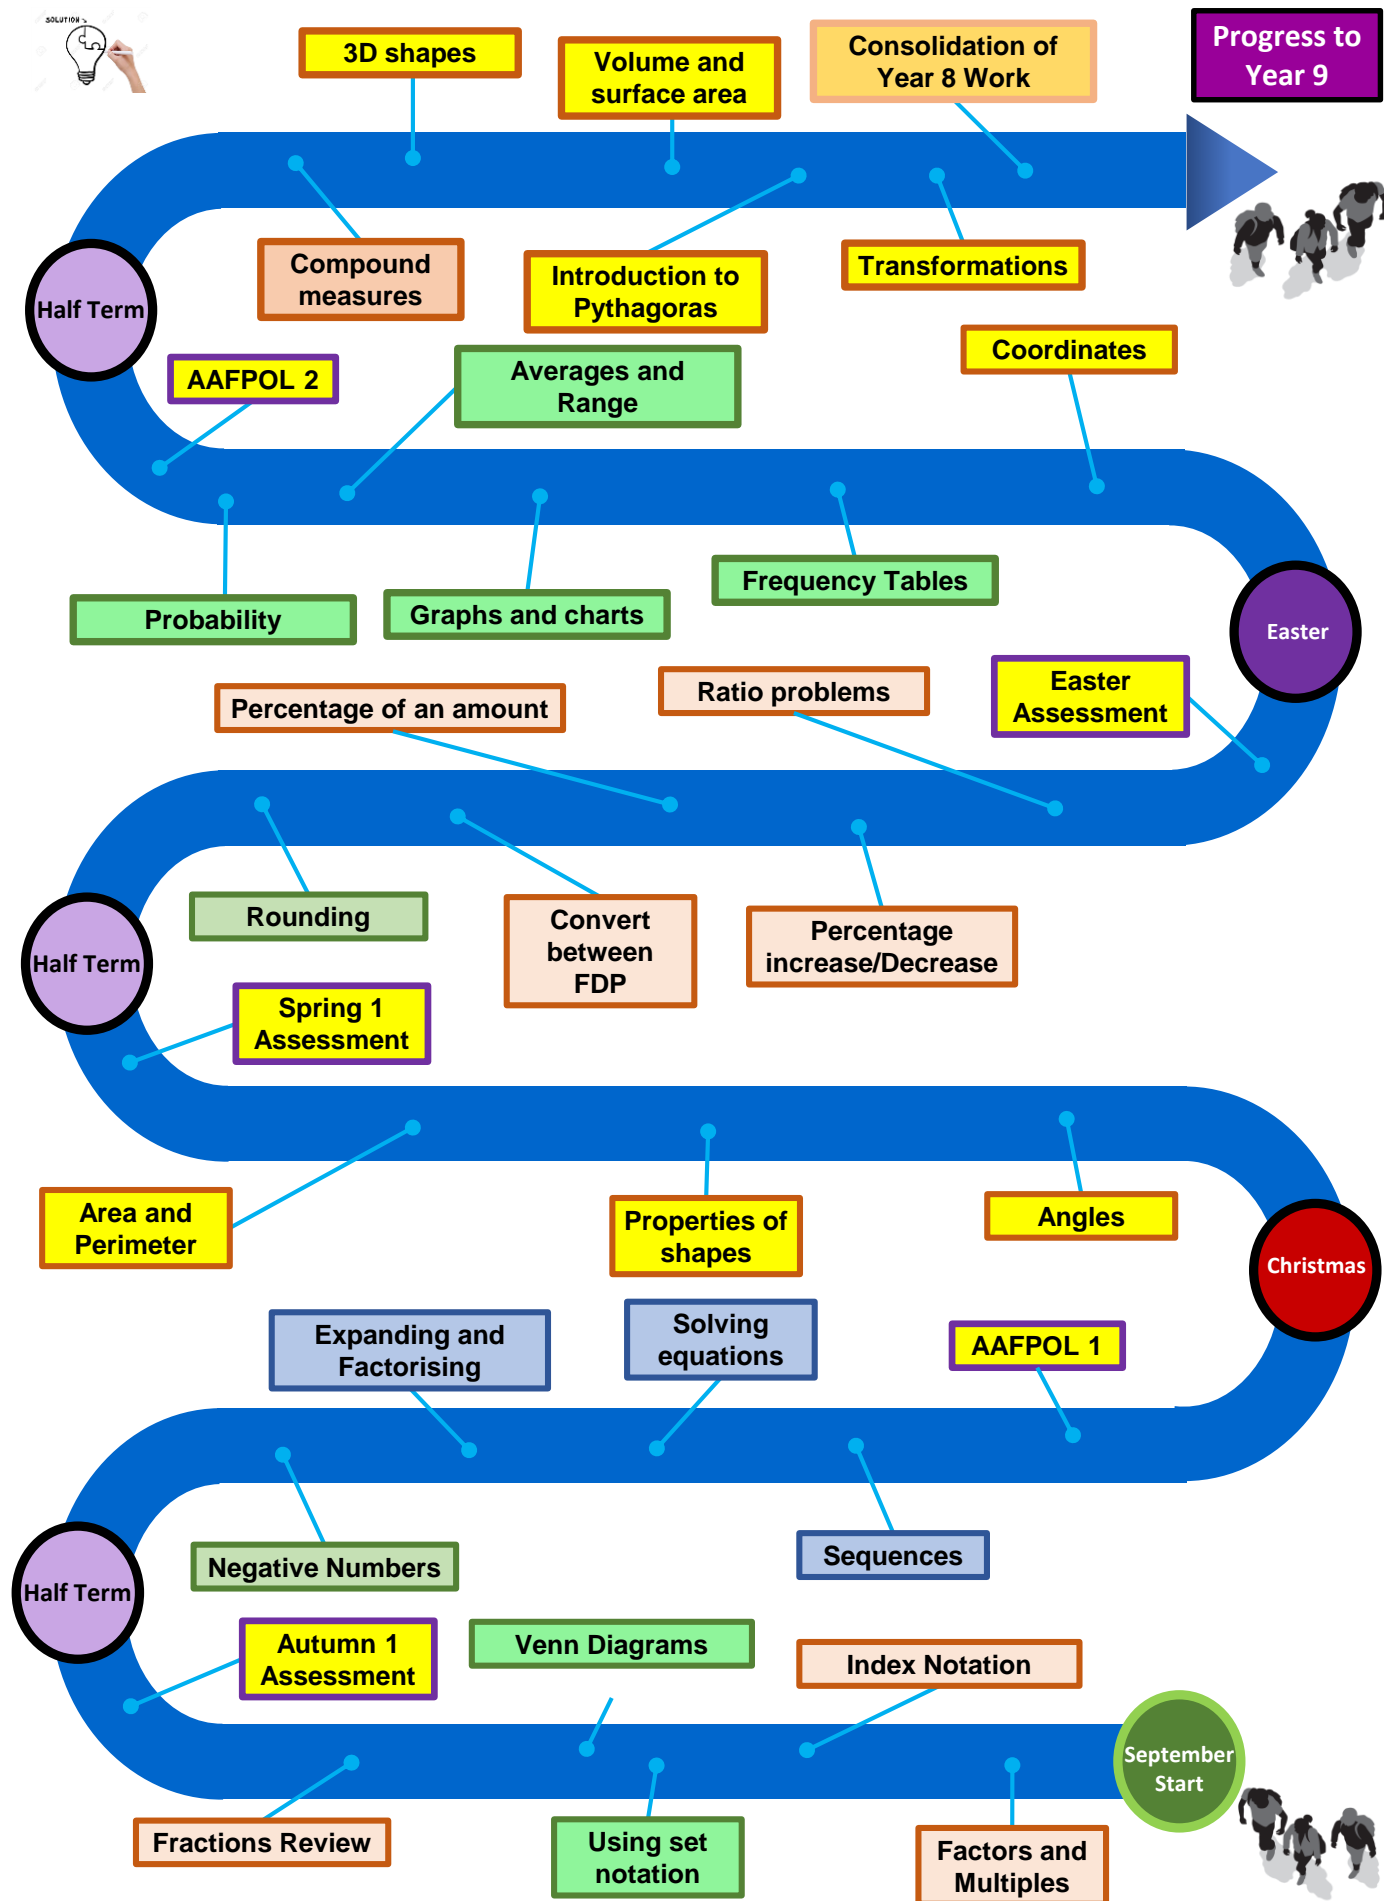 SOLUTION
3D shapes
Volume and
surface area
Consolidation of
Year 8 Work
Progress to
Year 9
Compound
measures
Introduction to
Pythagoras
Transformations
Half Term
AAFPOL 2
Averages and
Range
Coordinates
Probability
Graphs and charts
Frequency Tables
Easter
Percentage of an amount
Ratio problems
Easter
Assessment
Rounding
Convert
between
FDP
Percentage
increase/Decrease
Half Term
Spring 1
Assessment
Area and
Perimeter
Properties of
shapes
Angles
Christmas
Expanding and
Factorising
Solving
equations
AAFPOL 1
Negative Numbers
Sequences
Half Term
Autumn 1
Assessment
Venn Diagrams
Index Notation
September
Start
Fractions Review
Using set
notation
Factors and
Multiples